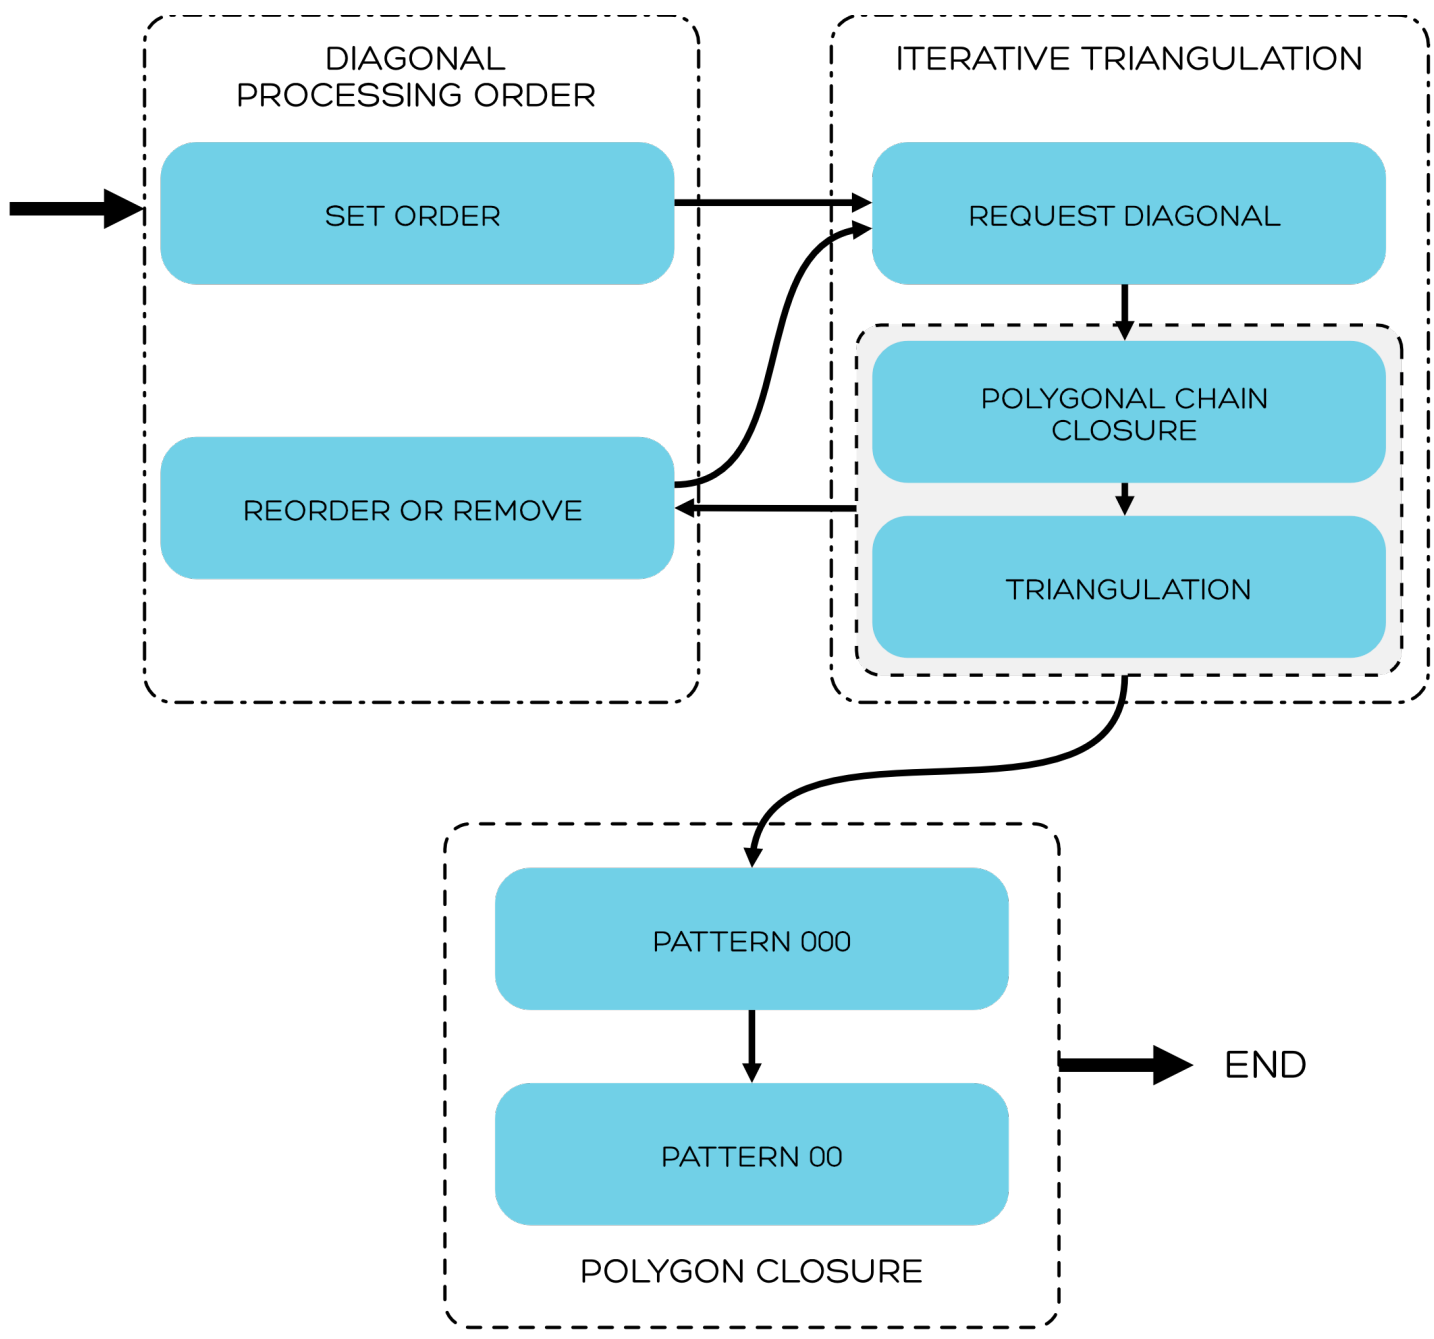 DIAGONAL
PROCESSING ORDER
SET ORDER
REORDER OR REMOVE
ITERATIVE TRIANGULATION
REQUEST DIAGONAL
POLYGONAL CHAIN
CLOSURE
TRIANGULATION
PATTERN 000
PATTERN 00
POLYGON CLOSURE
END